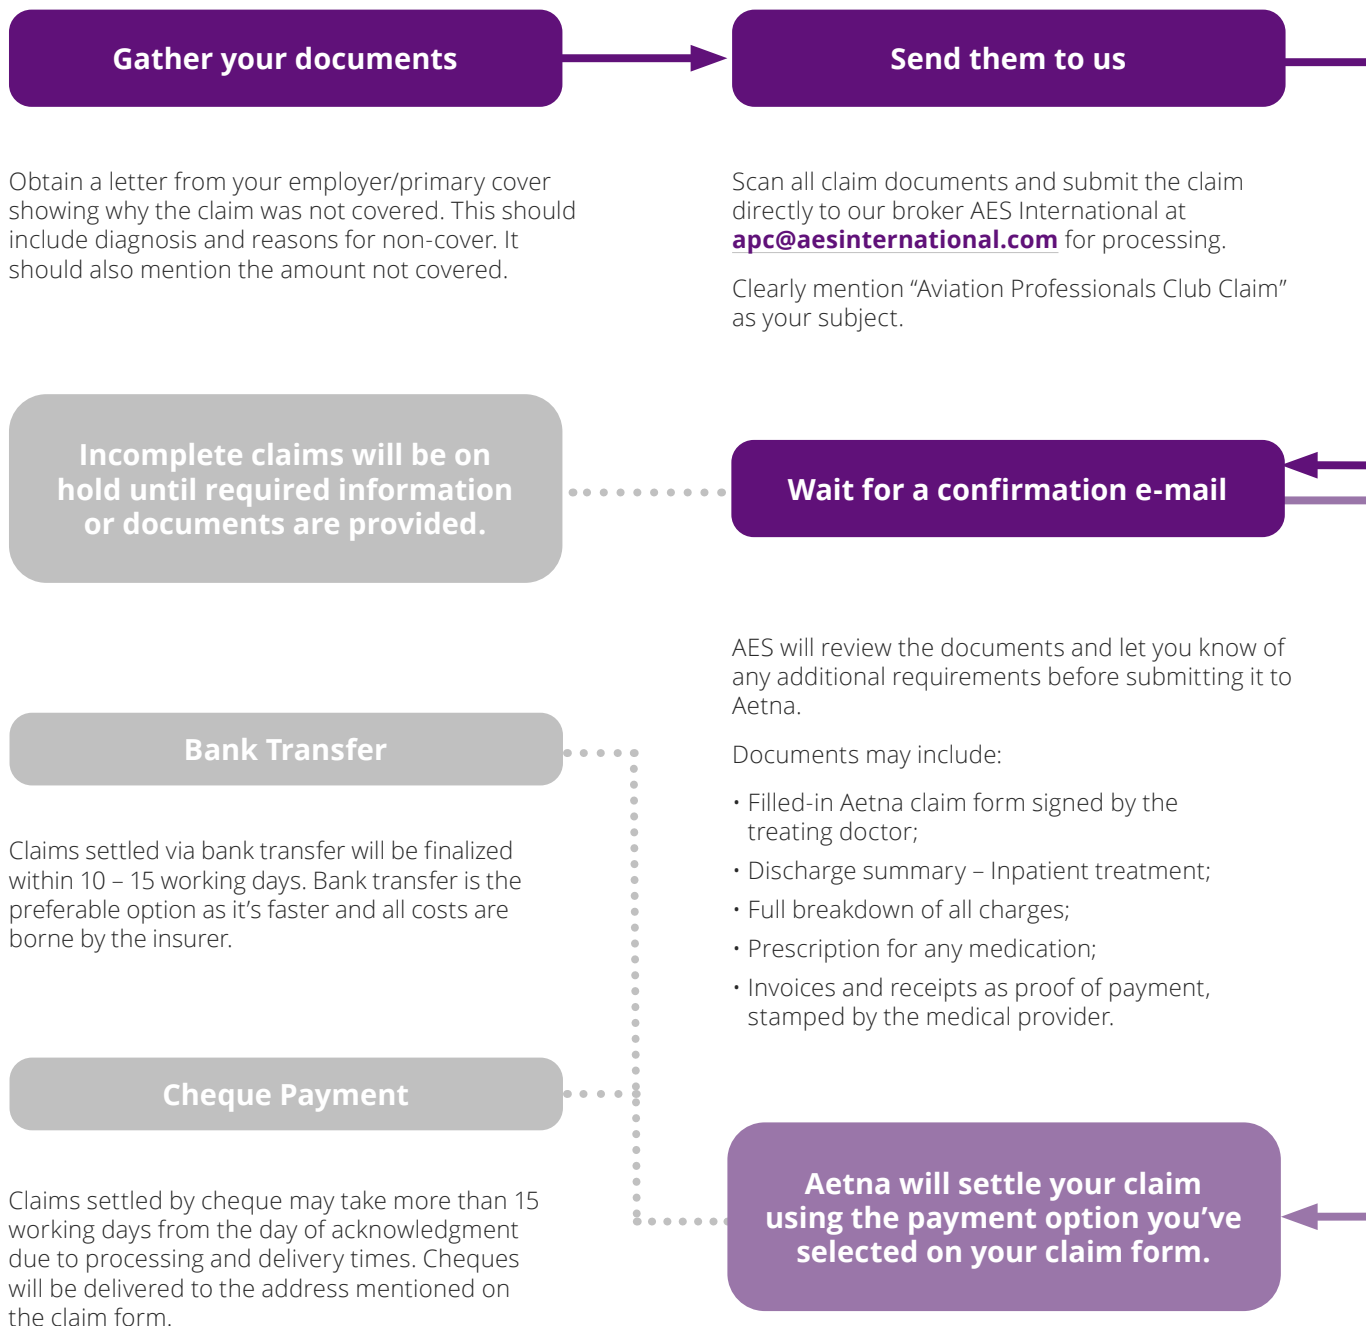 Gather your documents
Send them to us
Obtain a letter from your employer/primary cover
showing why the claim was not covered. This should
include diagnosis and reasons for non-cover. It
should also mention the amount not covered.
Scan all claim documents and submit the claim
directly to our broker AES International at
apc@aesinternational.com for processing.
Clearly mention “Aviation Professionals Club Claim”
as your subject.
Incomplete claims will be on
hold until required information
or documents are provided.
Wait for a confirmation e-mail
AES will review the documents and let you know of
any additional requirements before submitting it to
Aetna.
Documents may include:
• Filled-in Aetna claim form signed by the
treating doctor;
• Discharge summary – Inpatient treatment;
• Full breakdown of all charges;
• Prescription for any medication;
• Invoices and receipts as proof of payment,
stamped by the medical provider.
Bank Transfer
Claims settled via bank transfer will be finalized
within 10 – 15 working days. Bank transfer is the
preferable option as it’s faster and all costs are
borne by the insurer.
Cheque Payment
Claims settled by cheque may take more than 15
working days from the day of acknowledgment
due to processing and delivery times. Cheques
will be delivered to the address mentioned on
the claim form.
Aetna will settle your claim
using the payment option you’ve
selected on your claim form.